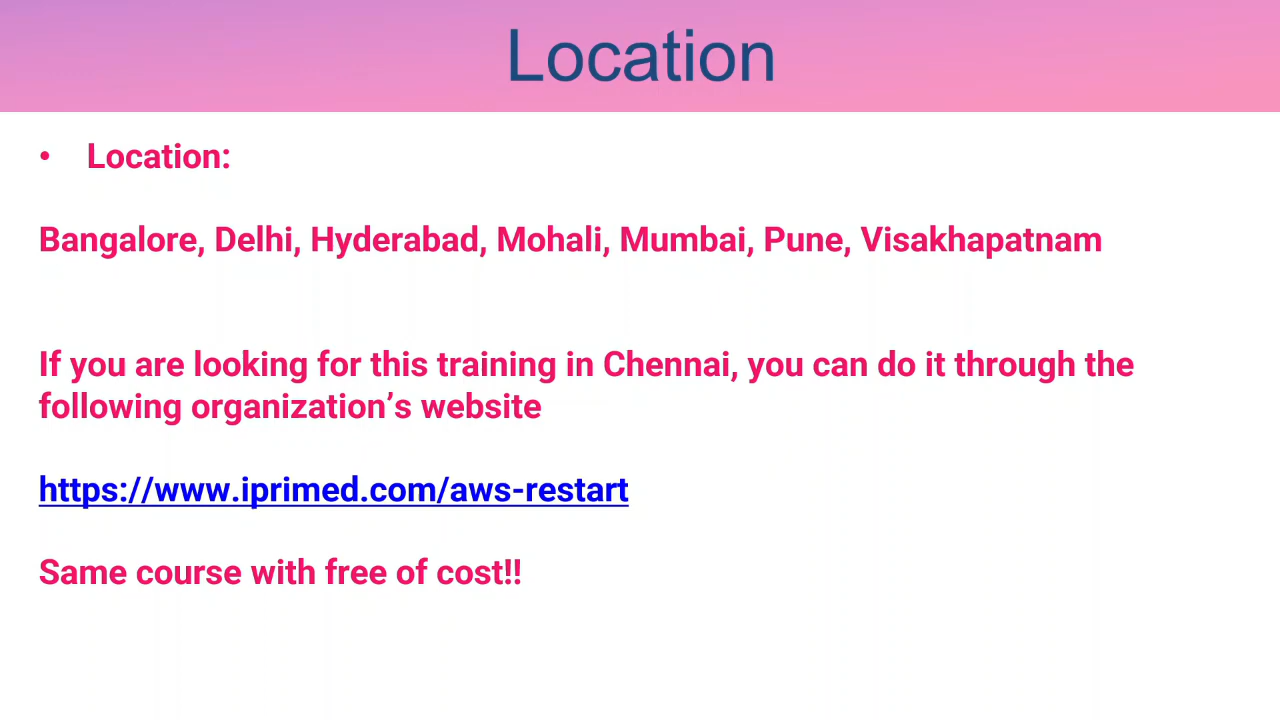 Location
• Location:
Bangalore, Delhi, Hyderabad, Mohali, Mumbai, Pune, Visakhapatnam
If you are looking for this training in Chennai, you can do it through the
following organization’s website
https://www.iprimed.com/aws-restart
Same course with free of cost!!